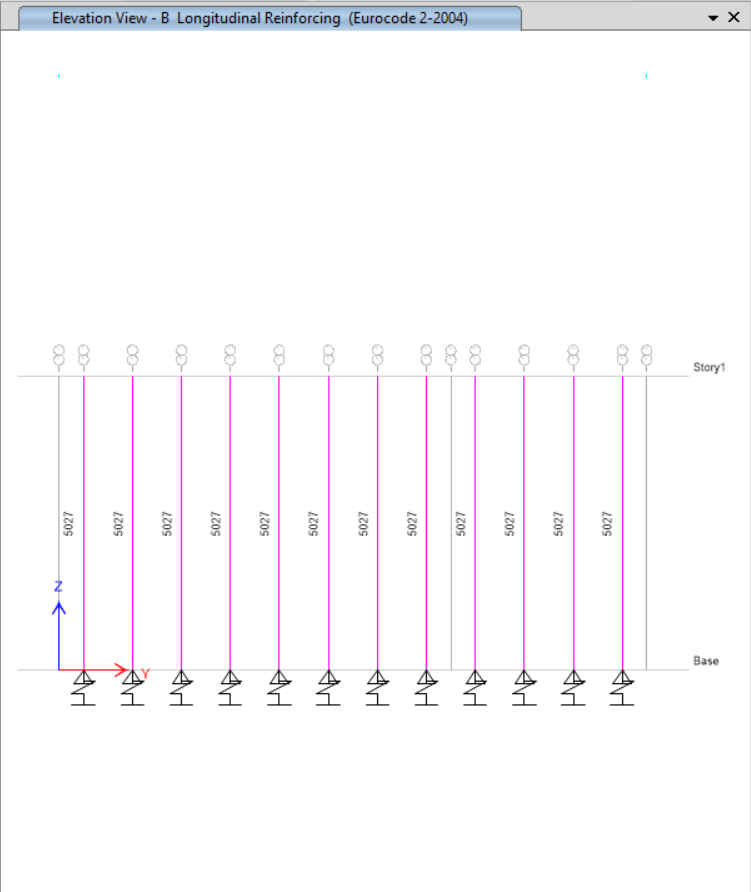 Elevation View - B  Longitudinal Reinforcing  (Eurocode 2-2004)
Story1
5027 5027 5027 5027 5027 5027 5027 5027 5027 5027 5027 5027
Z
Y
Base